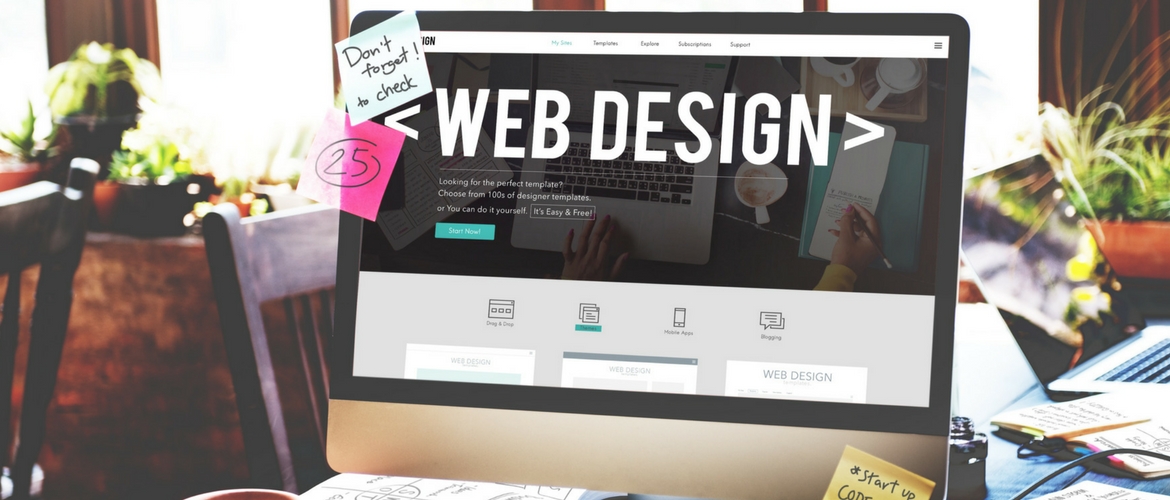 Don't
forget!
to check
25
IGN
My Sites
Templates
Explore
Subscriptions
Support
<WEB DESIGN>
Looking for the perfect template?
Choose from 100s of designer templates.
or You can do it yourself. It's Easy & Free!
Start Now!
Drag & Drop
Themes
Mobile Apps
Blogging
WEB DESIGN
WEB DESIGN
WEB DESIGN
*Start up
CODE